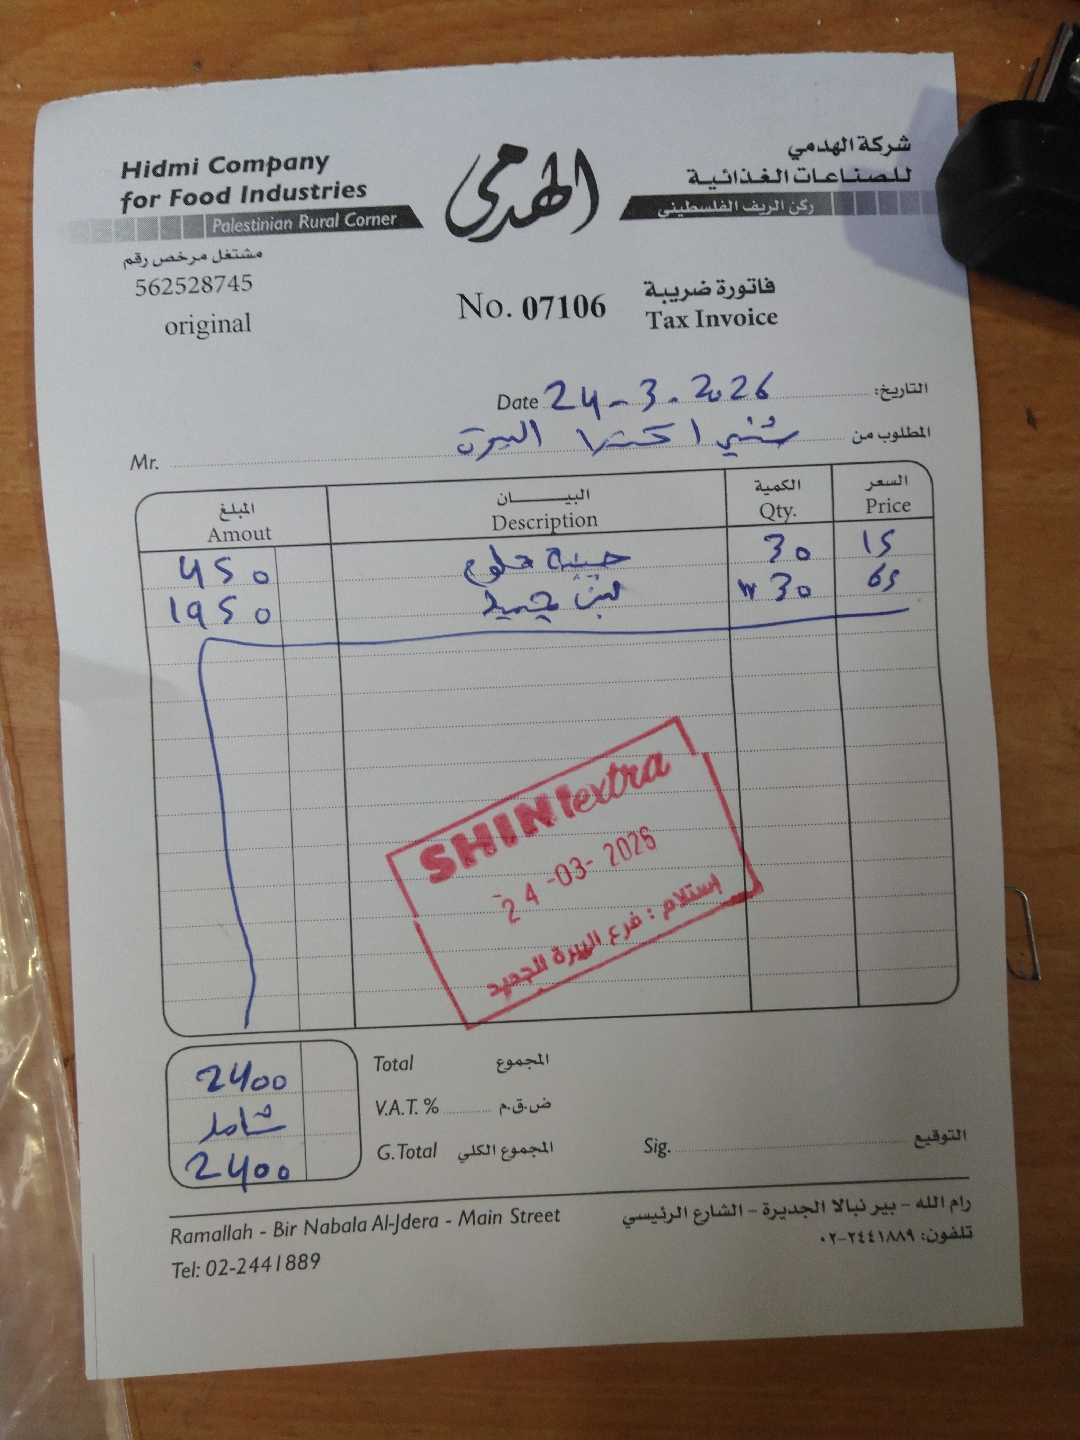 Hidmi Company
for Food Industries
Palestinian Rural Corner
الهدمي
شركة الهدمي
للصناعات الغذائية
ركن الريف الفلسطيني
مشتغل مرخص رقم
562528745
original
No. 07106
فاتورة ضريبة
Tax Invoice
Date 24-3.2026 التاريخ:
Mr. شني اكسترا البيرة المطلوب من
المبلغ البيـــــــان الكمية السعر
Amout Description Qty. Price
450 جبنة 30 15
1950 لبن جميد 30 65
SHINI extra
24-03-2026
استلام : فرع البيرة الجديد
2400 Total المجموع
شامل V.A.T. % ض.ق.م
2400 G.Total المجموع الكلي Sig. التوقيع
Ramallah - Bir Nabala Al-Jdera - Main Street
Tel: 02-2441889
رام الله - بير نبالا الجديرة - الشارع الرئيسي
تلفون: ٠٢-٢٤٤١٨٨٩